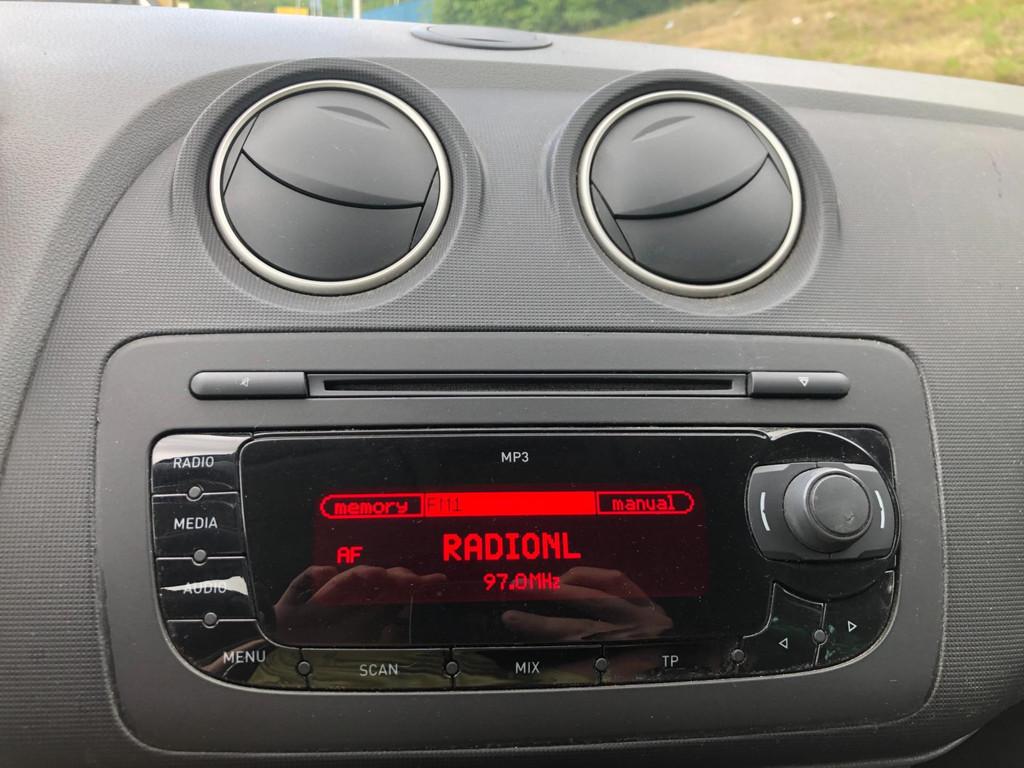 MP3
RADIO
MEDIA
AUDIO
MENU
memory FM1 manual
AF RADIONL
97.0MHz
SCAN MIX TP